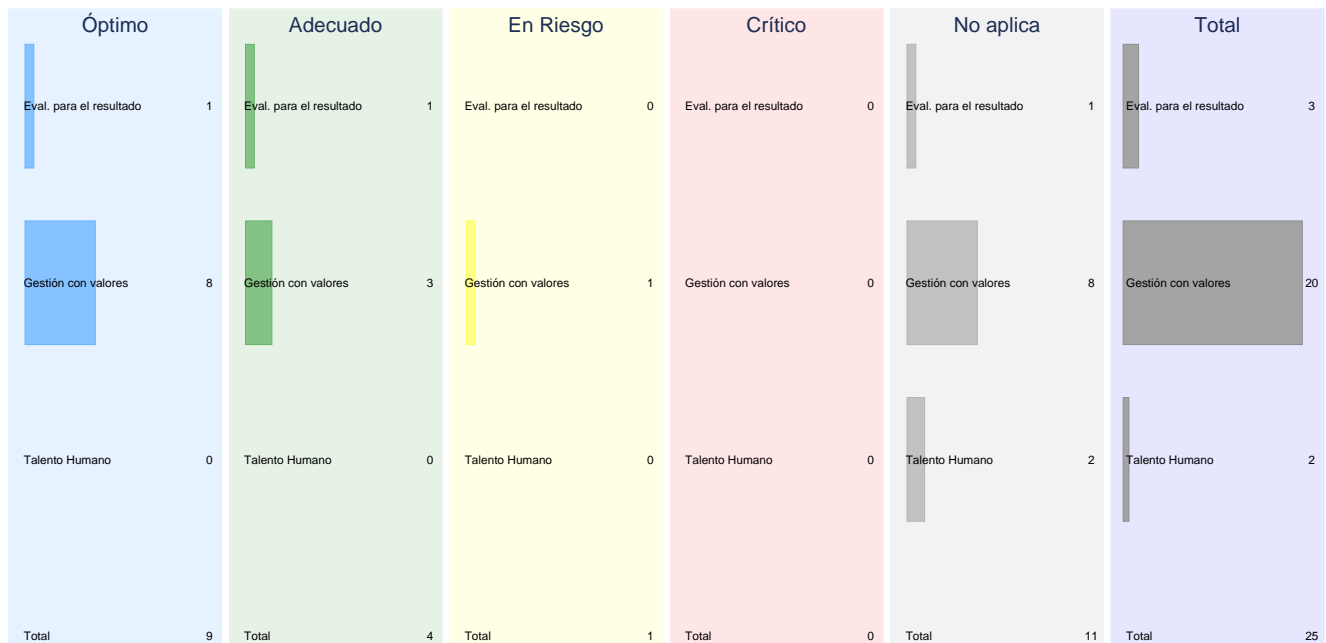 Óptimo Adecuado En Riesgo Crítico No aplica Total
Eval. para el resultado 1 Eval. para el resultado 1 Eval. para el resultado 0 Eval. para el resultado 0 Eval. para el resultado 1 Eval. para el resultado 3
Gestión con valores 8 Gestión con valores 3 Gestión con valores 1 Gestión con valores 0 Gestión con valores 8 Gestión con valores 20
Talento Humano 0 Talento Humano 0 Talento Humano 0 Talento Humano 0 Talento Humano 2 Talento Humano 2
Total 9 Total 4 Total 1 Total 0 Total 11 Total 25